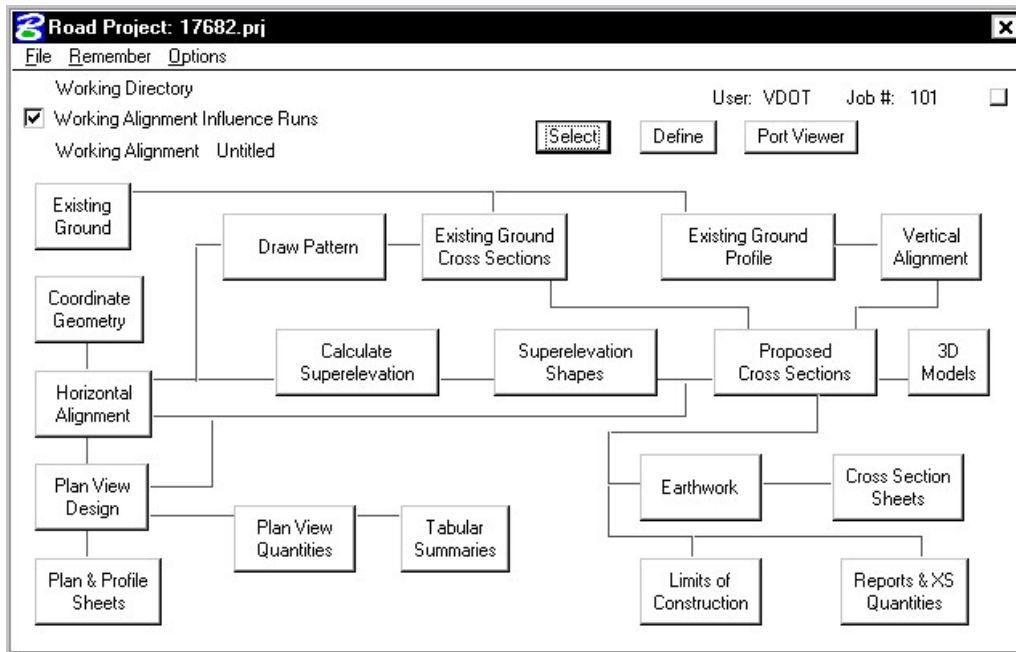 Road Project: 17682.prj
File Remember Options
Working Directory
User: VDOT Job #: 101
Working Alignment Influence Runs
Working Alignment Untitled
Select Define Port Viewer
Existing
Ground
Draw Pattern
Existing Ground
Cross Sections
Existing Ground
Profile
Vertical
Alignment
Coordinate
Geometry
Calculate
Superelevation
Superelevation
Shapes
Proposed
Cross Sections
3D
Models
Horizontal
Alignment
Plan View
Design
Earthwork
Cross Section
Sheets
Plan View
Quantities
Tabular
Summaries
Plan & Profile
Sheets
Limits of
Construction
Reports & XS
Quantities